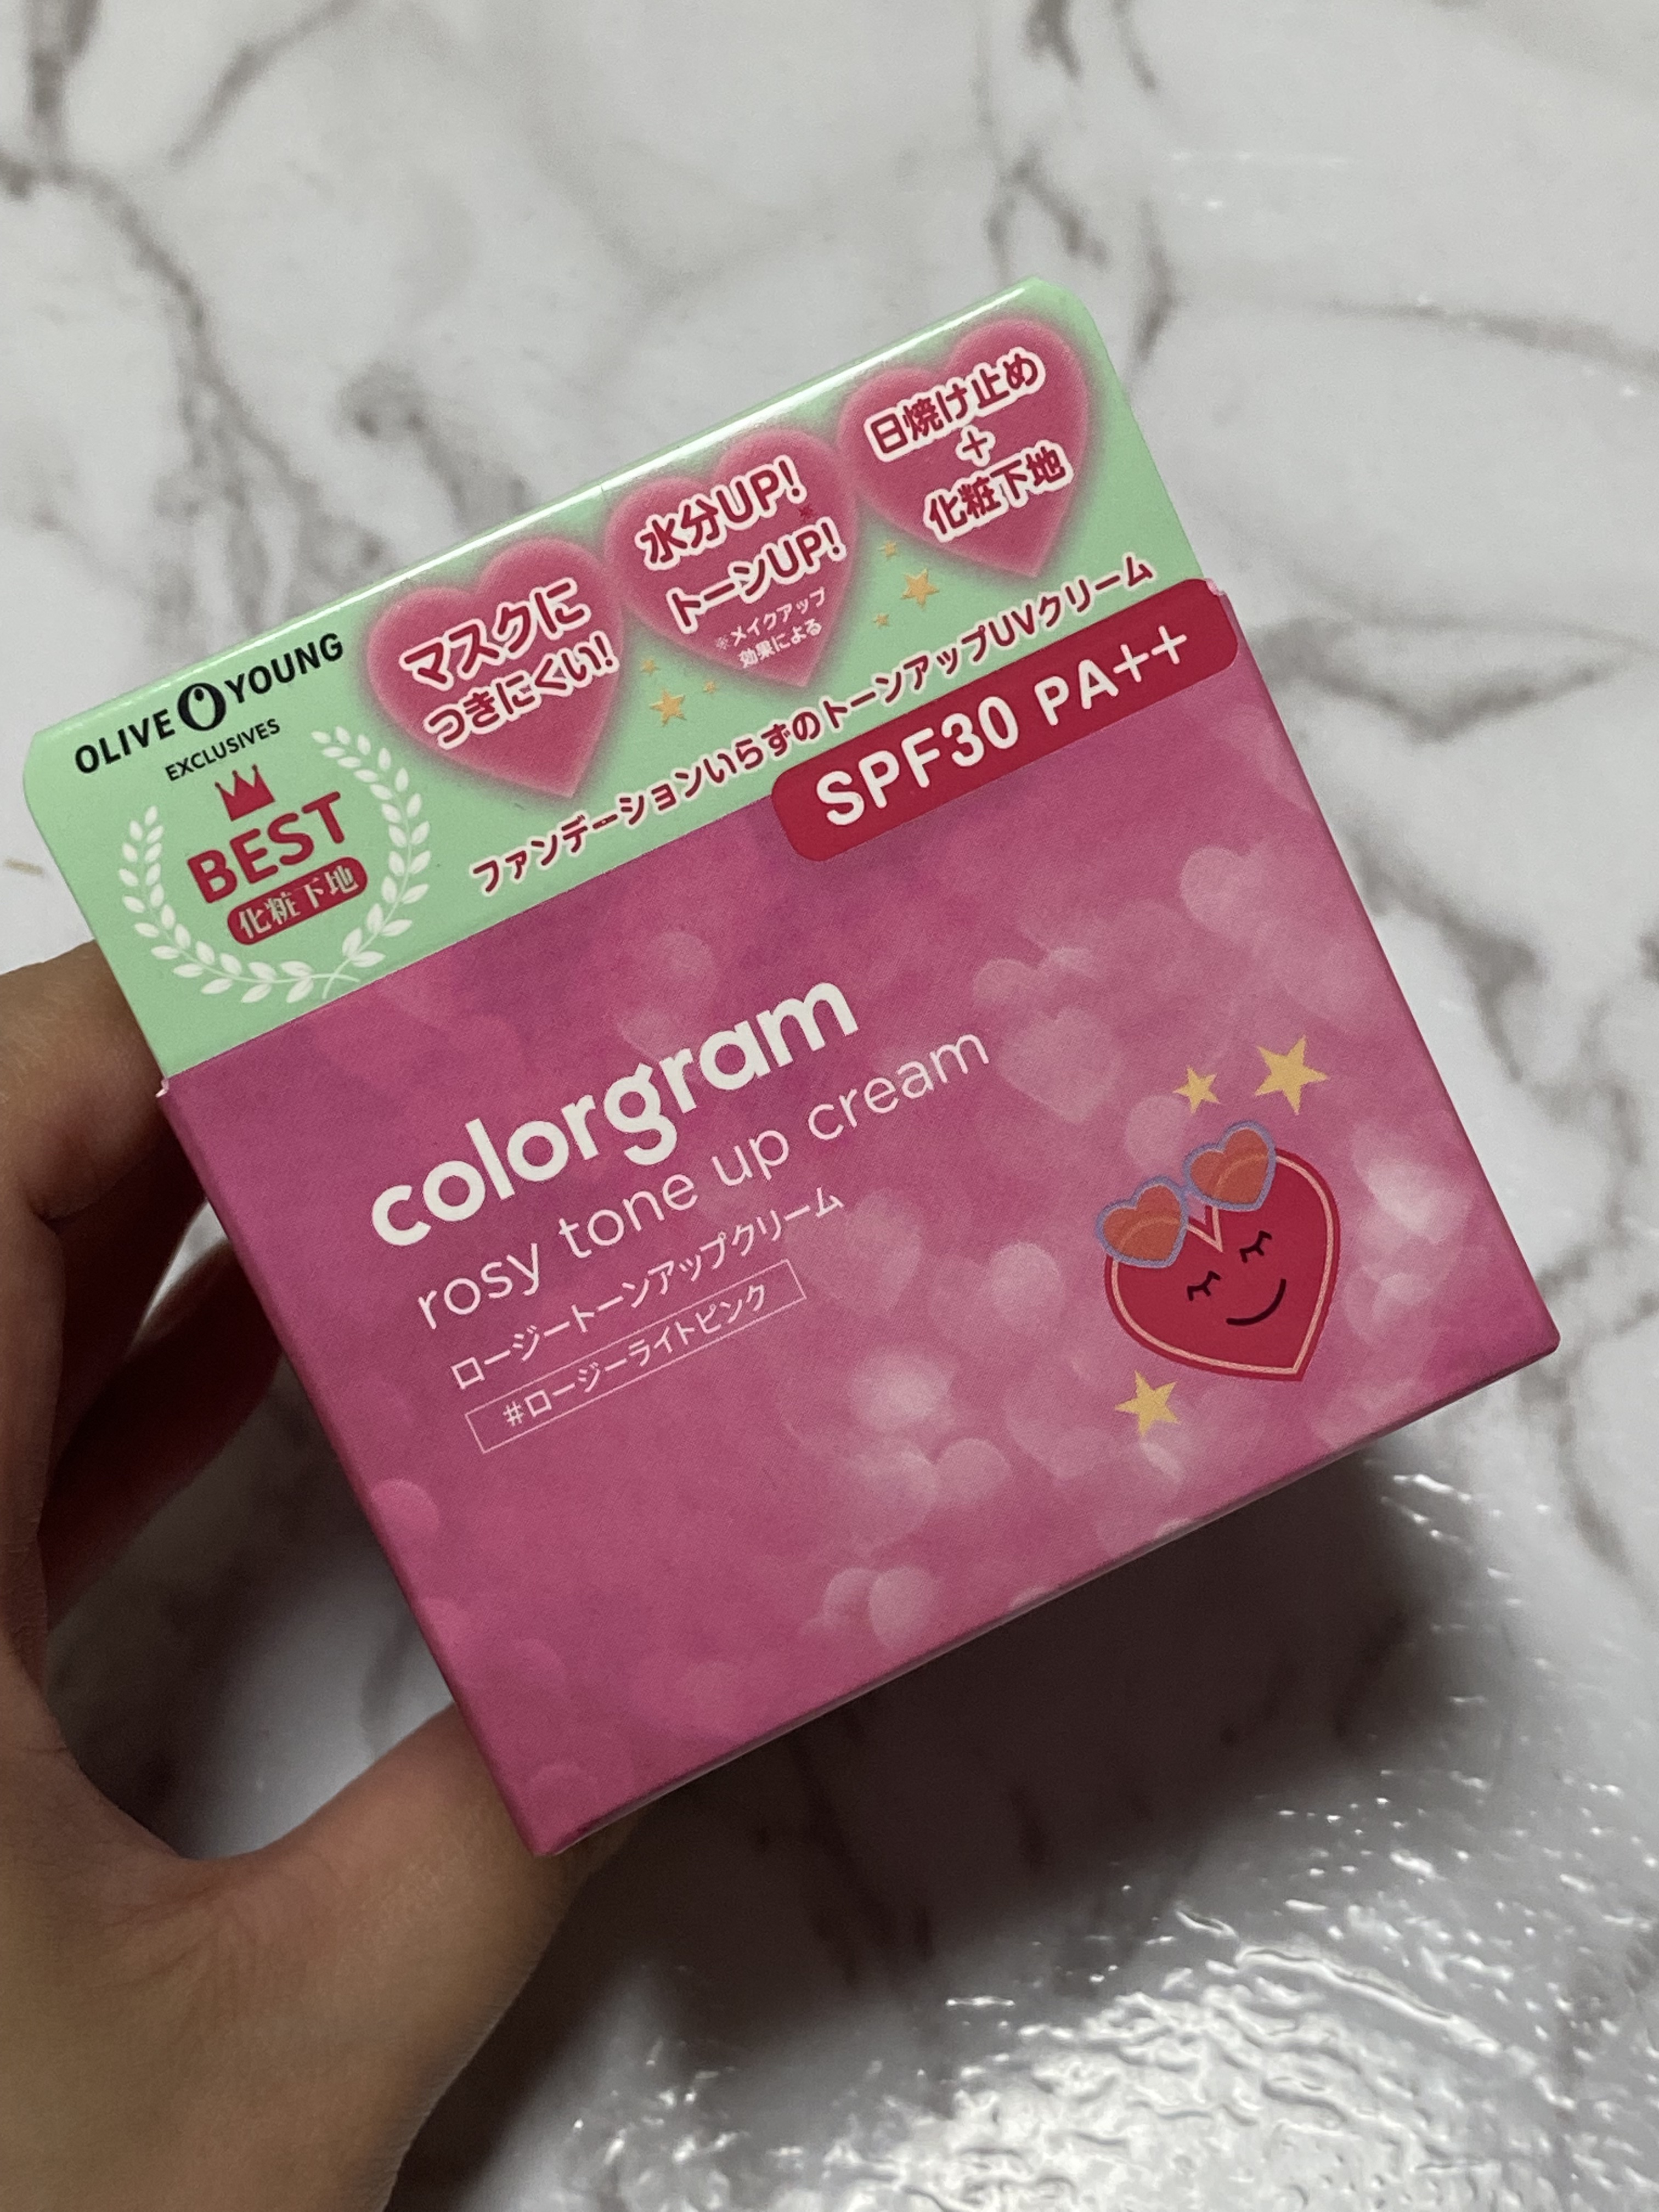 OLIVE YOUNG
EXCLUSIVES
BEST
化粧下地
マスクに
つきにくい!
水分UP!
トーンUP!※
※メイクアップ
効果による
日焼け止め
+
化粧下地
ファンデーションいらずのトーンアップUVクリーム
SPF30 PA++
colorgram
rosy tone up cream
ロージートーンアップクリーム
#ロージーライトピンク